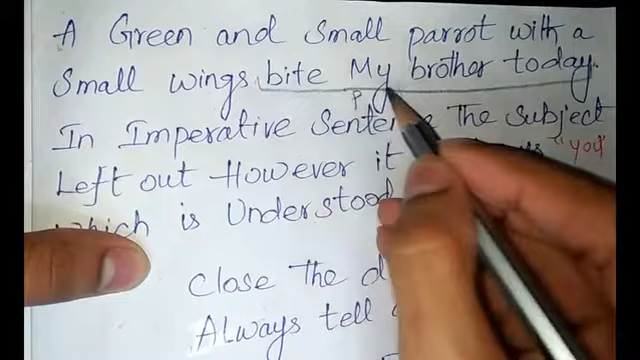 A Green and Small parrot with a
Small wings bite My brother today.
P
In Imperative Sentence The Subject
Left out However it "you"
which is Understood
Close The d
Always tell